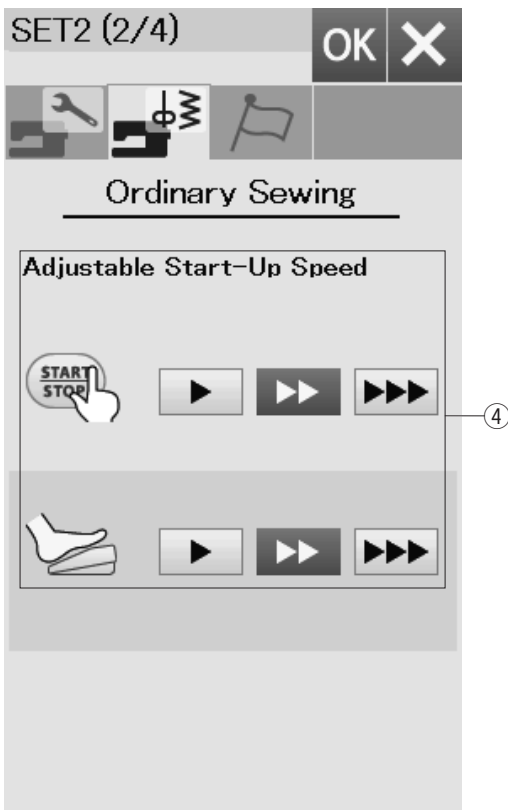 SET2 (2/4)
OK
Ordinary Sewing
Adjustable Start-Up Speed
START
STOP
④